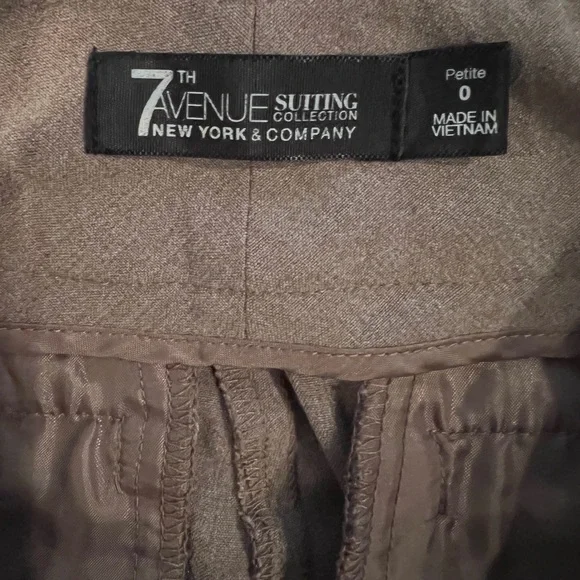 7TH
AVENUE SUITING
COLLECTION
NEW YORK & COMPANY
Petite
0
MADE IN
VIETNAM